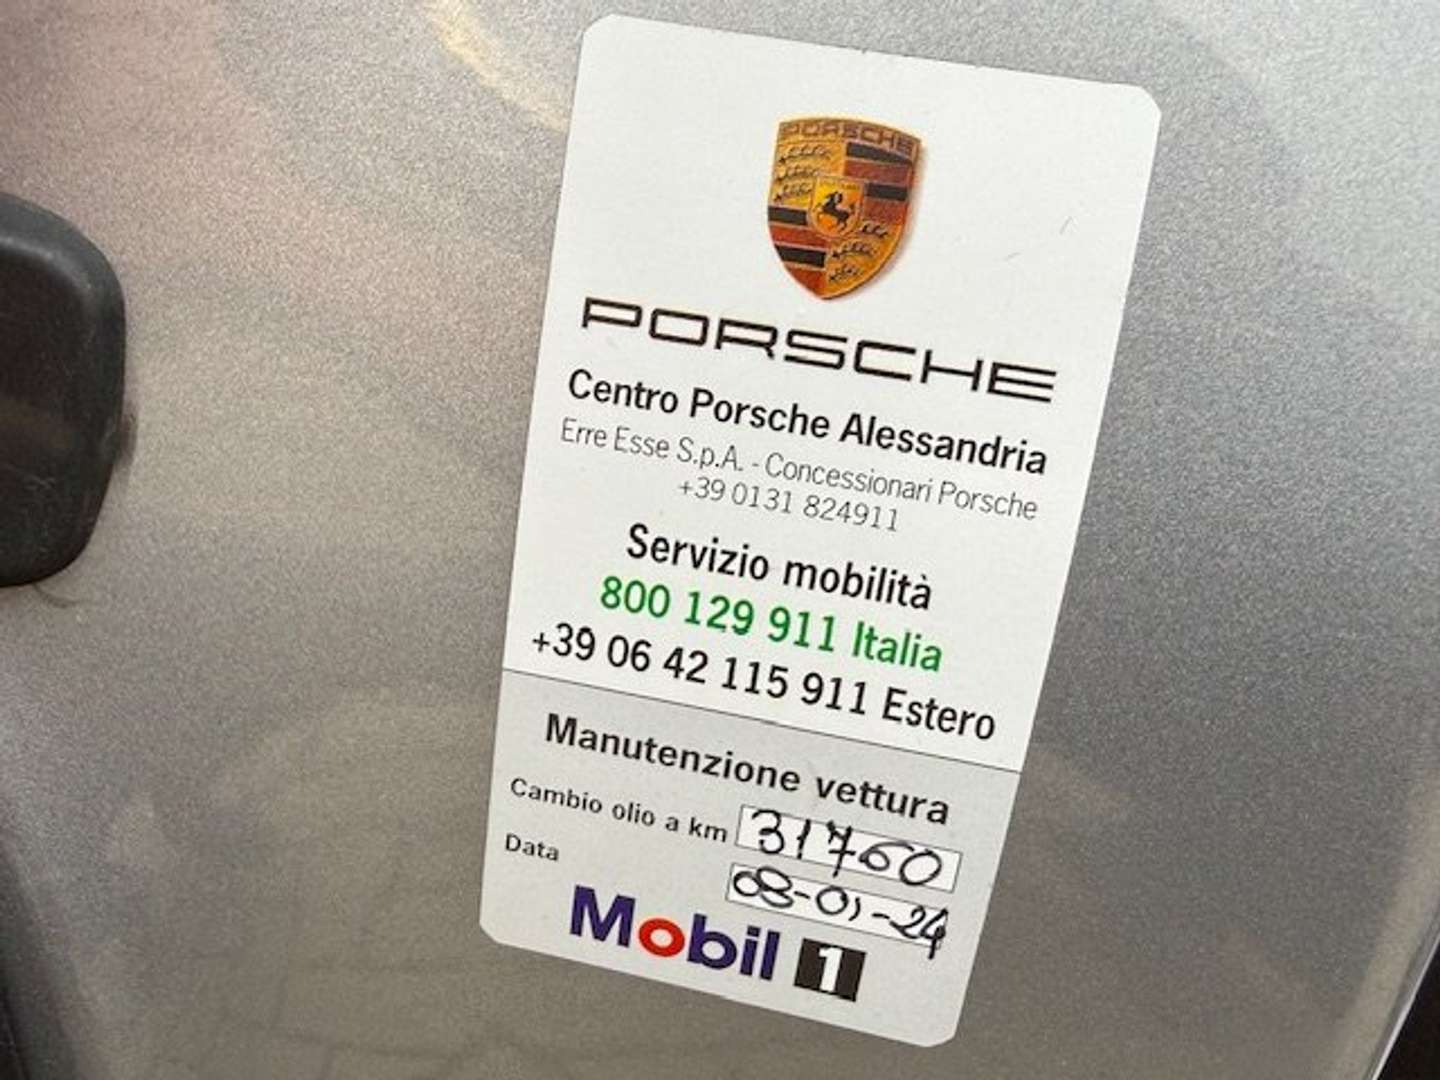 PORSCHE
PORSCHE
Centro Porsche Alessandria
Erre Esse S.p.A. - Concessionari Porsche
+39 0131 824911
Servizio mobilità
800 129 911 Italia
+39 06 42 115 911 Estero
Manutenzione vettura
Cambio olio a km 31760
Data 08-01-24
Mobil 1